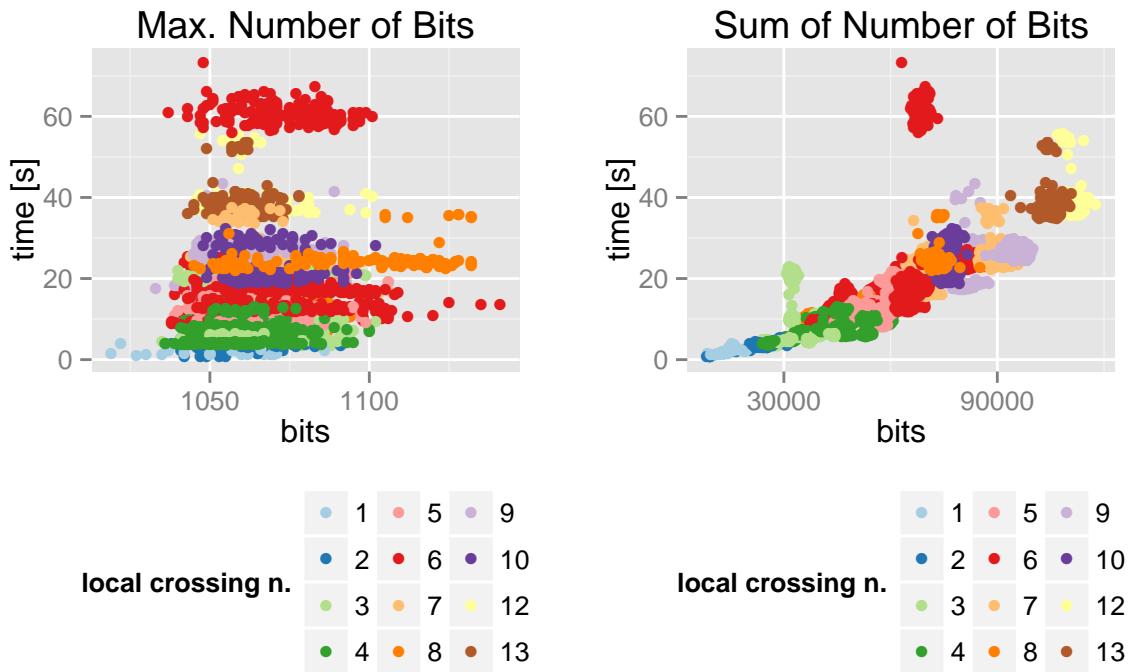 Max. Number of Bits
time [s]
60
40
20
0
1050 1100
bits
local crossing n.
1 5 9
2 6 10
3 7 12
4 8 13
Sum of Number of Bits
time [s]
60
40
20
0
30000 90000
bits
local crossing n.
1 5 9
2 6 10
3 7 12
4 8 13